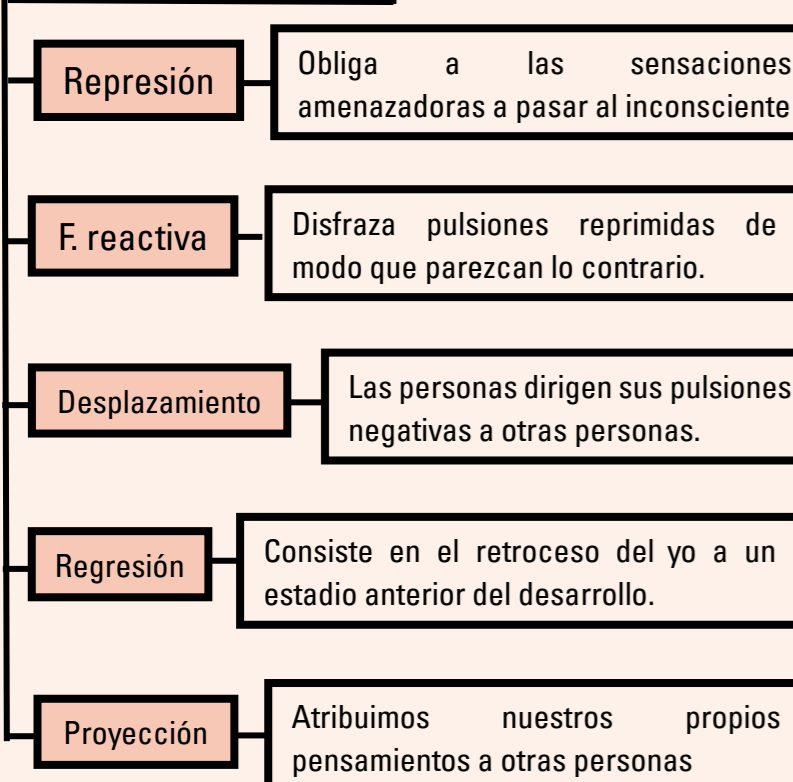 Represión
Obliga a las sensaciones
amenazadoras a pasar al inconsciente
F. reactiva
Disfraza pulsiones reprimidas de
modo que parezcan lo contrario.
Desplazamiento
Las personas dirigen sus pulsiones
negativas a otras personas.
Regresión
Consiste en el retroceso del yo a un
estadio anterior del desarrollo.
Proyección
Atribuimos nuestros propios
pensamientos a otras personas